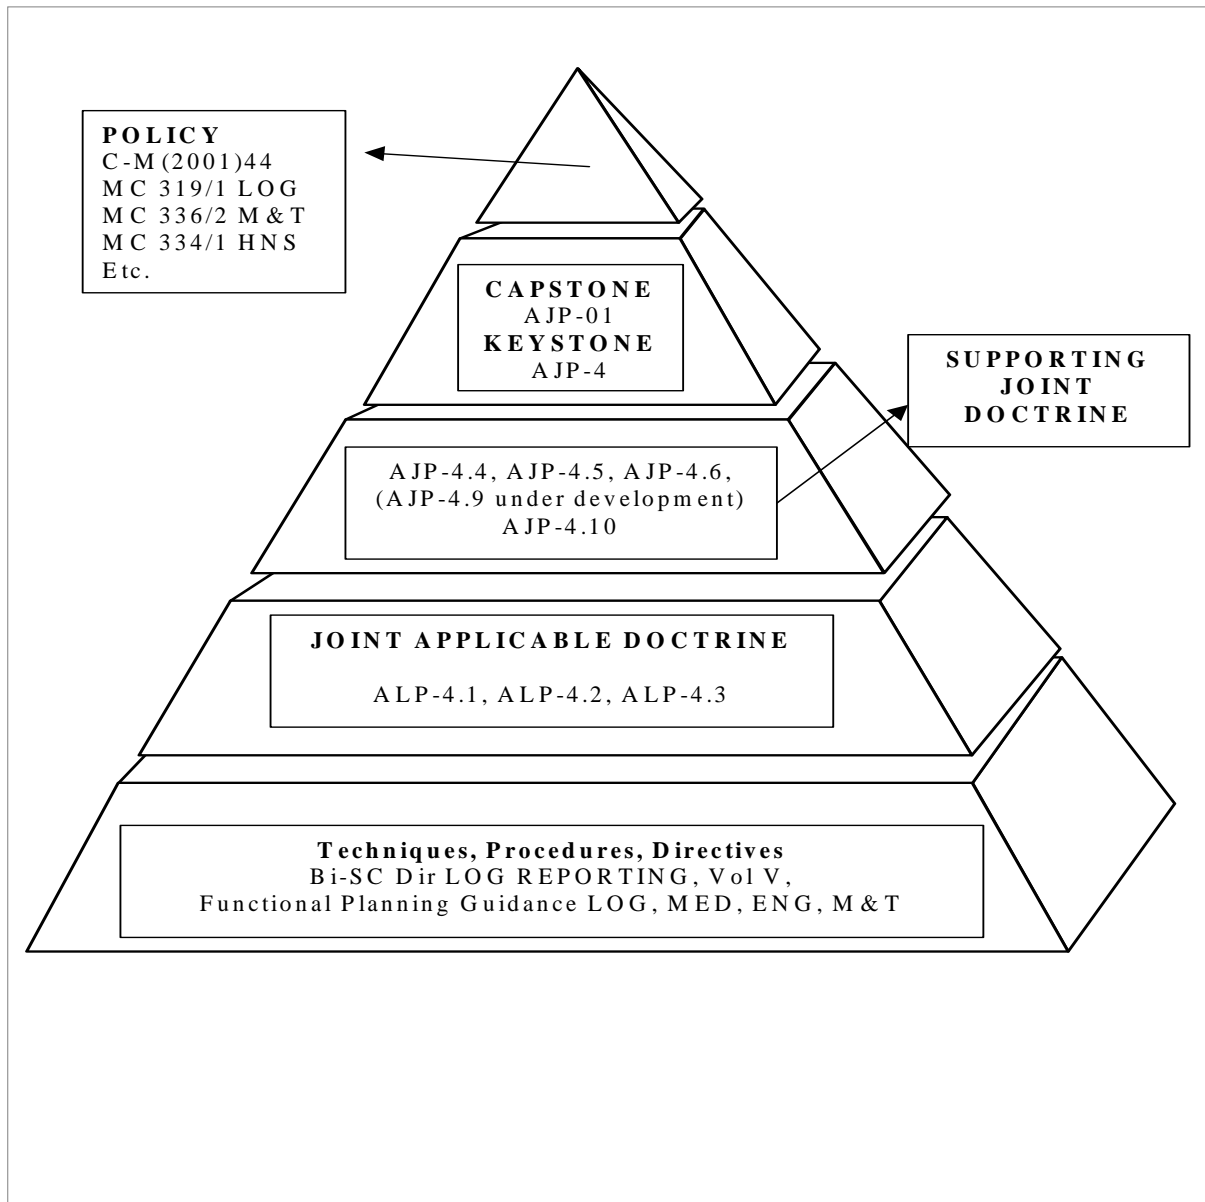 POLICY
C-M(2001)44
MC 319/1 LOG
MC 336/2 M&T
MC 334/1 HNS
Etc.
CAPSTONE
AJP-01
KEYSTONE
AJP-4
SUPPORTING
JOINT
DOCTRINE
AJP-4.4, AJP-4.5, AJP-4.6,
(AJP-4.9 under development)
AJP-4.10
JOINT APPLICABLE DOCTRINE
ALP-4.1, ALP-4.2, ALP-4.3
Techniques, Procedures, Directives
Bi-SC Dir LOG REPORTING, Vol V,
Functional Planning Guidance LOG, MED, ENG, M&T